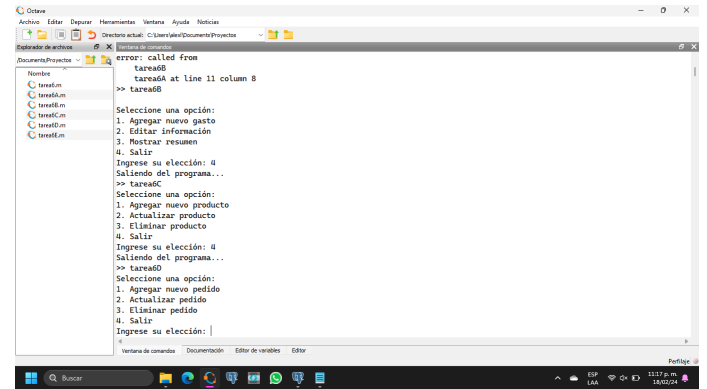 Octave
Archivo Editar Depurar Herramientas Ventana Ayuda Noticias
Directorio actual: C:\Users\alexl\Documents\Proyectos
Explorador de archivos
Ventana de comandos
/Documents/Proyectos
Nombre
tarea6.m
tarea6A.m
tarea6B.m
tarea6C.m
tarea6D.m
tarea6E.m
error: called from
tarea6B
tarea6A at line 11 column 8
>> tarea6B
Seleccione una opción:
1. Agregar nuevo gasto
2. Editar información
3. Mostrar resumen
4. Salir
Ingrese su elección: 4
Saliendo del programa...
>> tarea6C
Seleccione una opción:
1. Agregar nuevo producto
2. Actualizar producto
3. Eliminar producto
4. Salir
Ingrese su elección: 4
Saliendo del programa...
>> tarea6D
Seleccione una opción:
1. Agregar nuevo pedido
2. Actualizar pedido
3. Eliminar pedido
4. Salir
Ingrese su elección:
Ventana de comandos Documentación Editor de variables Editor
Perfilaje
Buscar
ESP
LAA
11:17 p. m.
18/02/24